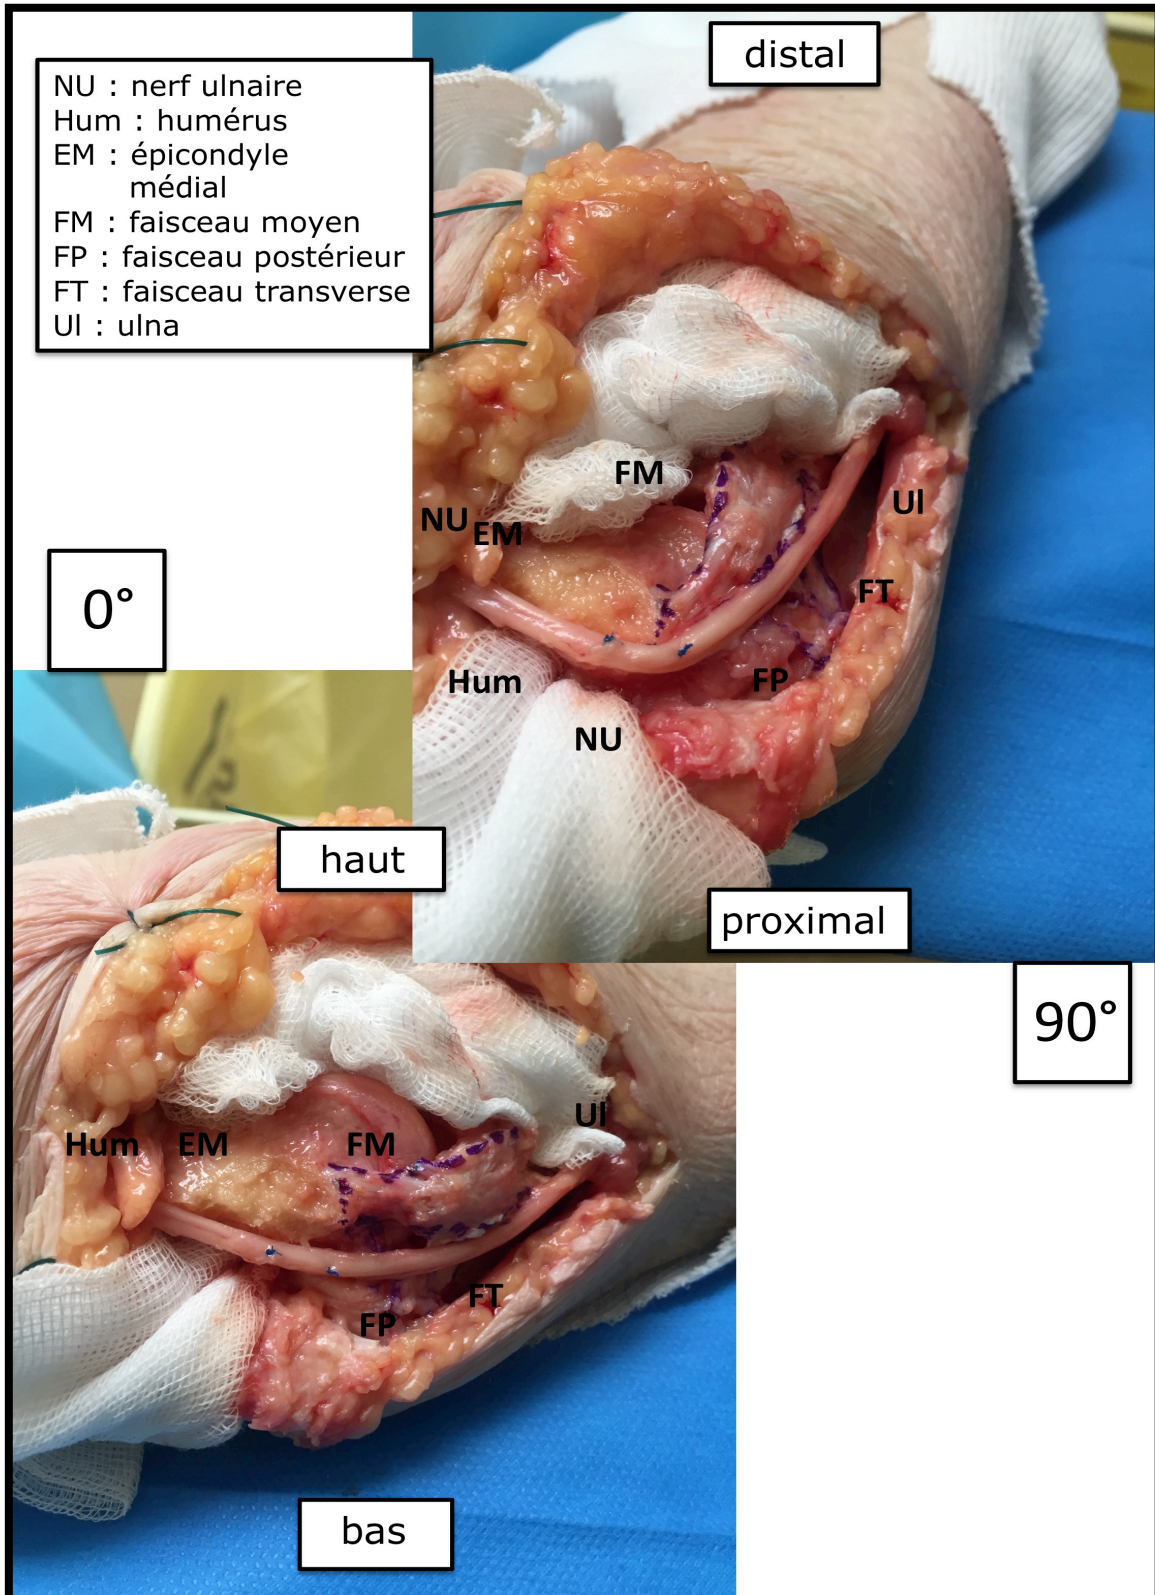 distal
NU : nerf ulnaire
Hum : humérus
EM : épicondyle
médial
FM : faisceau moyen
FP : faisceau postérieur
FT : faisceau transverse
Ul : ulna
FM
Ul
NU
EM
0°
FT
Hum
FP
NU
haut
proximal
90°
Ul
Hum
EM
FM
FT
FP
bas